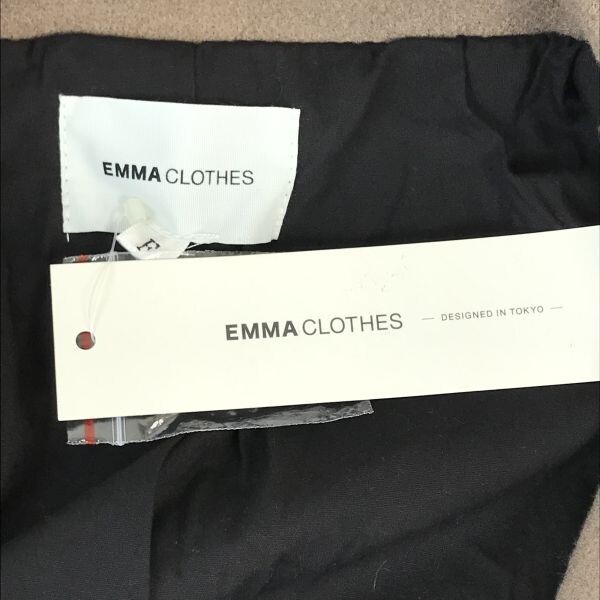 EMMA CLOTHES
F
EMMA CLOTHES — DESIGNED IN TOKYO —